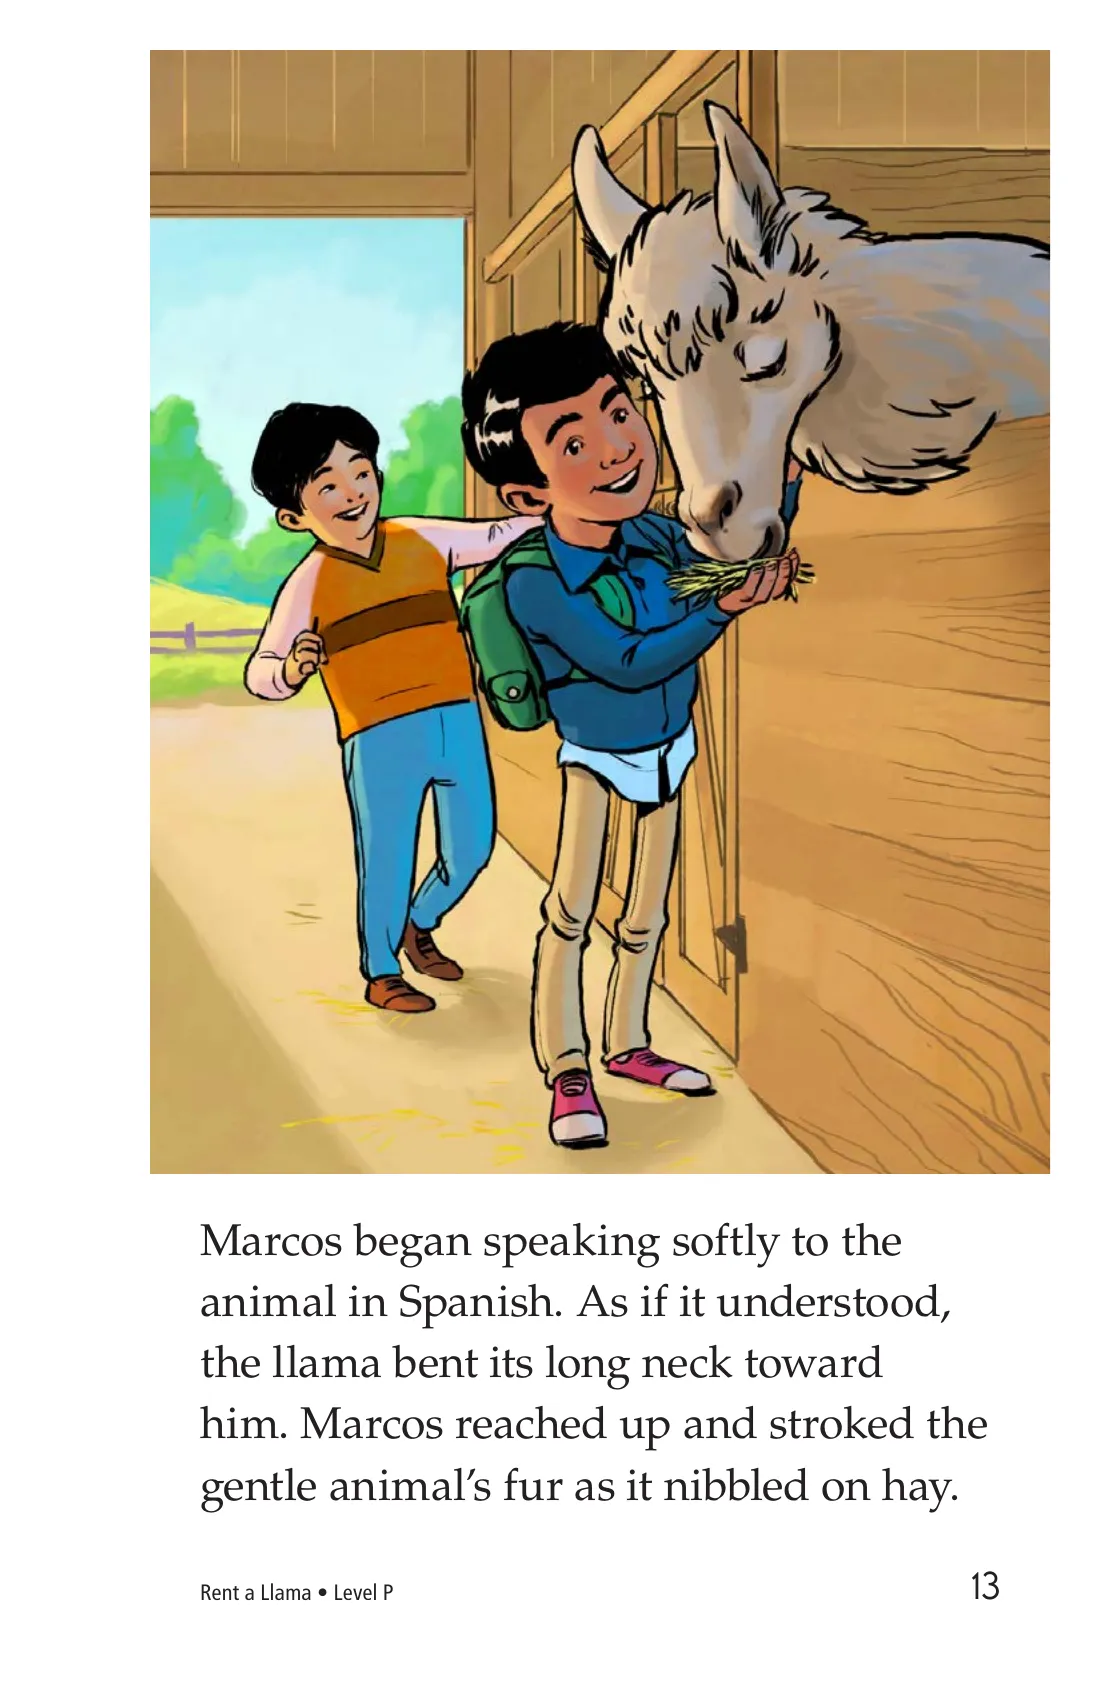 Marcos began speaking softly to the
animal in Spanish. As if it understood,
the llama bent its long neck toward
him. Marcos reached up and stroked the
gentle animal’s fur as it nibbled on hay.
Rent a Llama • Level P
13